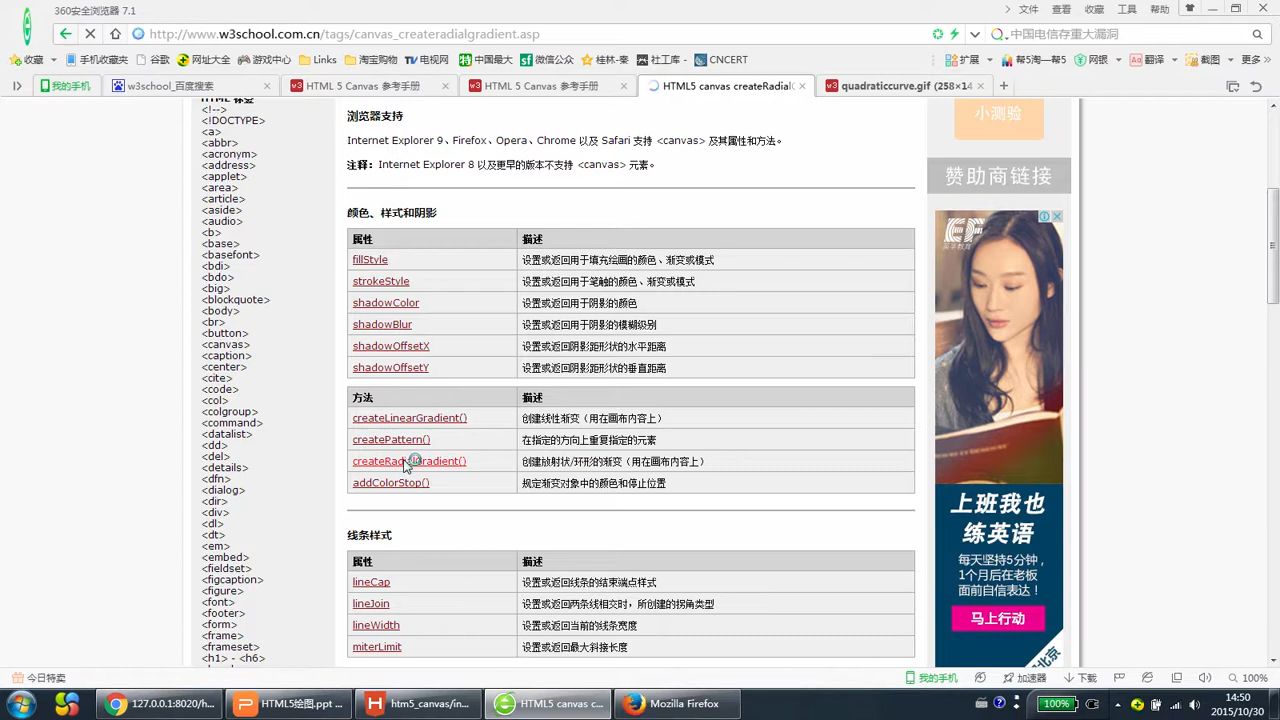 360安全浏览器 7.1
文件 查看 收藏 工具 帮助
http://www.w3school.com.cn/tags/canvas_createradialgradient.asp
中国电信存重大漏洞
收藏 手机收藏夹 谷歌 网址大全 游戏中心 Links 淘宝购物 电视网 中国最大 微信公众 桂林·秦 CNCERT
扩展 帮5淘—帮5 网银 翻译 截图 更多 »
我的手机 w3school_百度搜索 HTML 5 Canvas 参考手册 HTML 5 Canvas 参考手册 HTML5 canvas createRadialG quadraticcurve.gif (258×14
HTML 标签
<!-->
<!DOCTYPE>
<a>
<abbr>
<acronym>
<address>
<applet>
<area>
<article>
<aside>
<audio>
<b>
<base>
<basefont>
<bdi>
<bdo>
<big>
<blockquote>
<body>
<br>
<button>
<canvas>
<caption>
<center>
<cite>
<code>
<col>
<colgroup>
<command>
<datalist>
<dd>
<del>
<details>
<dfn>
<dialog>
<dir>
<div>
<dl>
<dt>
<em>
<embed>
<fieldset>
<figcaption>
<figure>
<font>
<footer>
<form>
<frame>
<frameset>
<h1> - <h6>
浏览器支持
Internet Explorer 9、Firefox、Opera、Chrome 以及 Safari 支持 <canvas> 及其属性和方法。
注释：Internet Explorer 8 以及更早的版本不支持 <canvas> 元素。
颜色、样式和阴影
属性 描述
fillStyle 设置或返回用于填充绘画的颜色、渐变或模式
strokeStyle 设置或返回用于笔触的颜色、渐变或模式
shadowColor 设置或返回用于阴影的颜色
shadowBlur 设置或返回用于阴影的模糊级别
shadowOffsetX 设置或返回阴影距形状的水平距离
shadowOffsetY 设置或返回阴影距形状的垂直距离
方法 描述
createLinearGradient() 创建线性渐变（用在画布内容上）
createPattern() 在指定的方向上重复指定的元素
createRadialGradient() 创建放射状/环形的渐变（用在画布内容上）
addColorStop() 规定渐变对象中的颜色和停止位置
线条样式
属性 描述
lineCap 设置或返回线条的结束端点样式
lineJoin 设置或返回两条线相交时，所创建的拐角类型
lineWidth 设置或返回当前的线条宽度
miterLimit 设置或返回最大斜接长度
小测验
赞助商链接
EF
英孚教育
上班我也
练英语
每天坚持5分钟，
1个月后在老板
面前自信表达！
马上行动
北京
今日特卖
我的手机 加速器 下载 100%
127.0.0.1:8020/h... HTML5绘图.ppt ... htm5_canvas/in... HTML5 canvas c... Mozilla Firefox
100%
14:50
2015/10/30